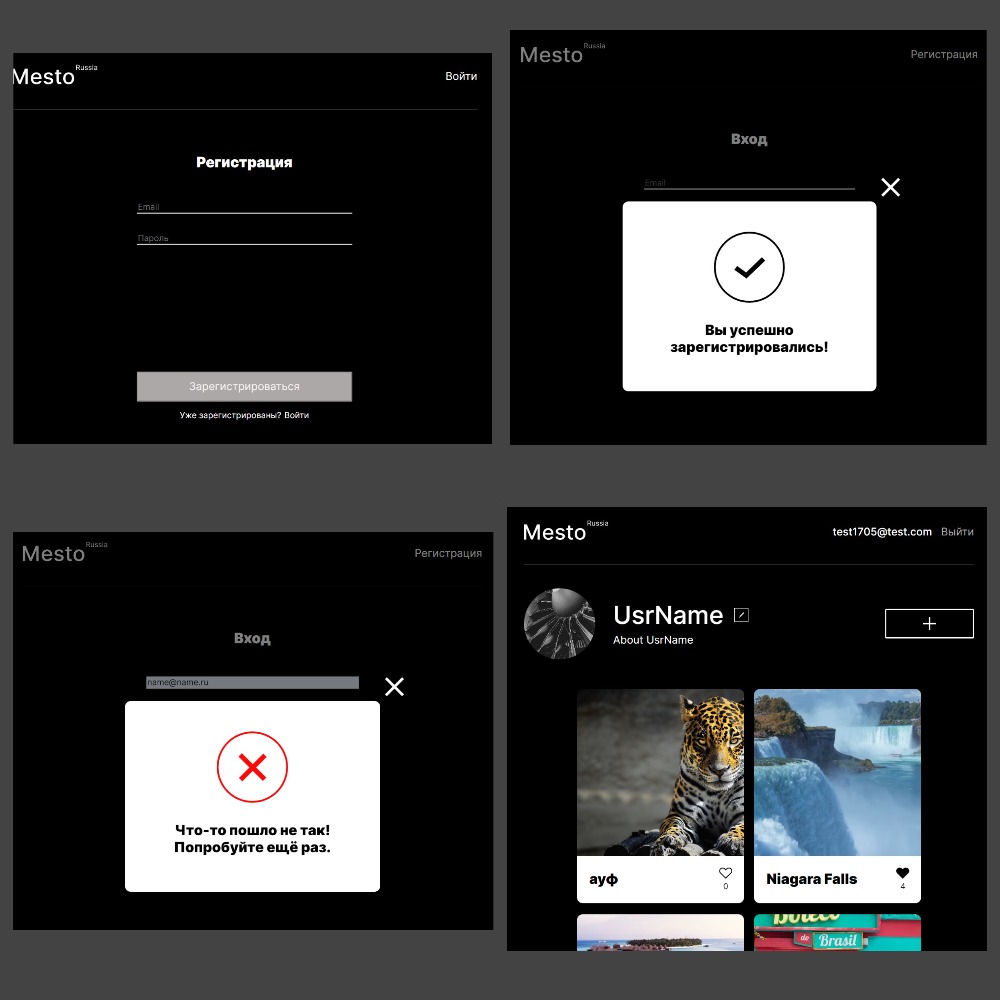 Mesto Russia
Войти
Регистрация
Email
Пароль
Зарегистрироваться
Уже зарегистрированы? Войти
Mesto Russia
Регистрация
Вход
Email
Вы успешно
зарегистрировались!
Mesto Russia
Регистрация
Вход
name@name.ru
Что-то пошло не так!
Попробуйте ещё раз.
Mesto Russia
test1705@test.com Выйти
UsrName
About UsrName
ауф
0
Niagara Falls
4
de Brasil